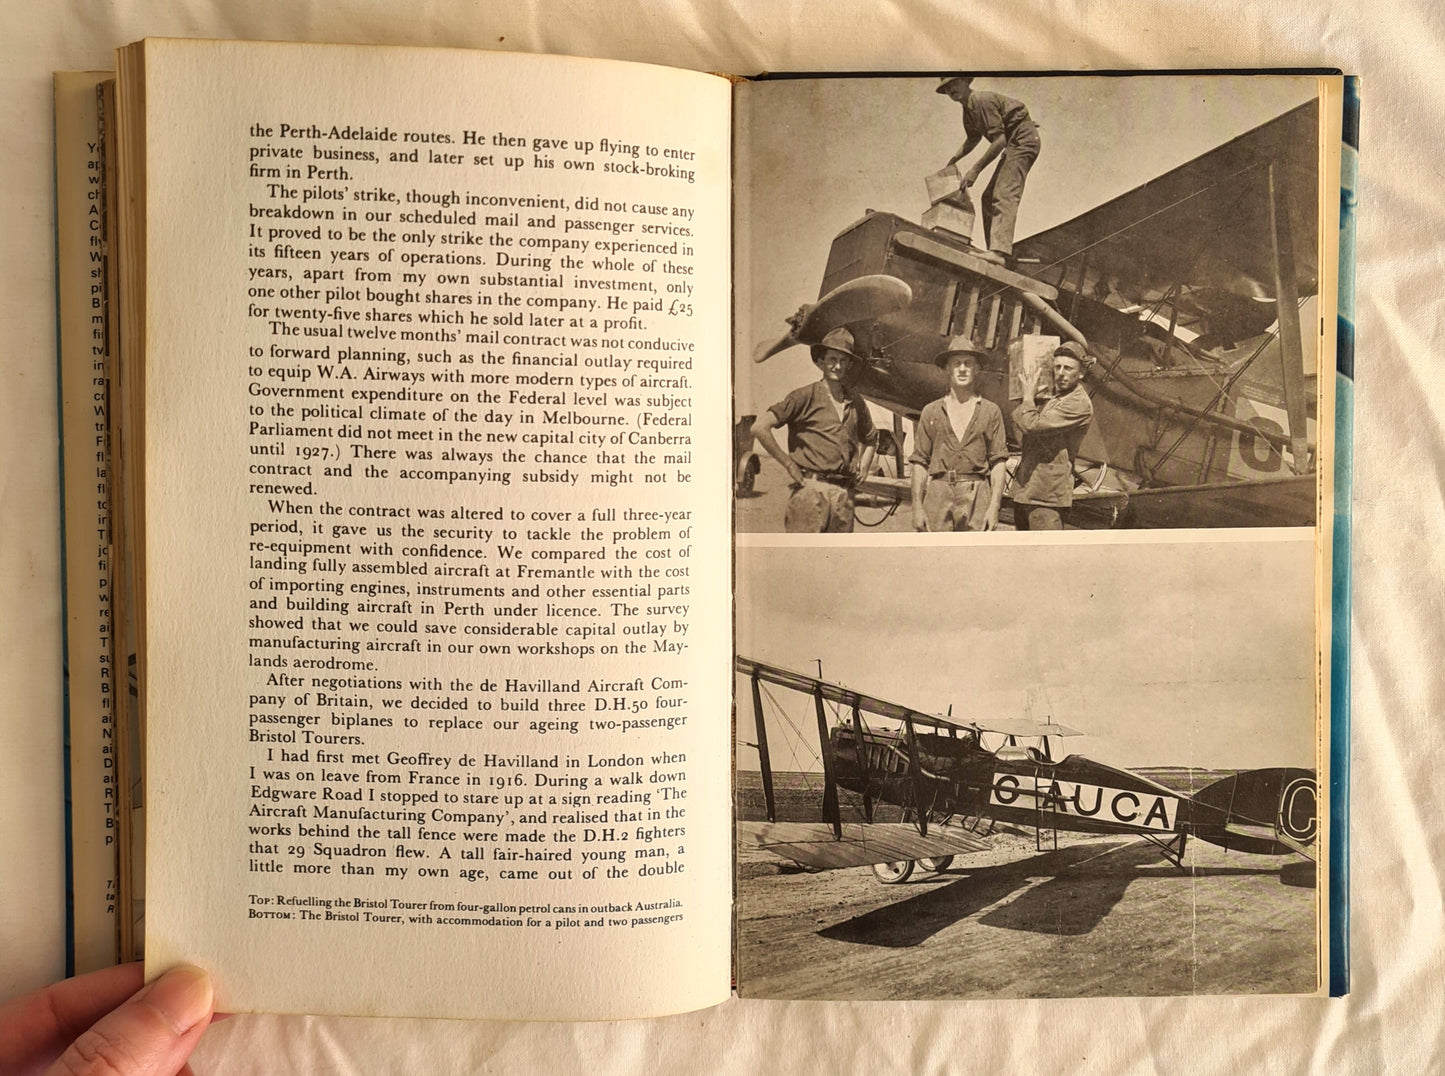 the Perth-Adelaide routes. He then gave up flying to enter
private business, and later set up his own stock-broking
firm in Perth.
The pilots' strike, though inconvenient, did not cause any
breakdown in our scheduled mail and passenger services.
It proved to be the only strike the company experienced in
its fifteen years of operations. During the whole of these
years, apart from my own substantial investment, only
one other pilot bought shares in the company. He paid £25
for twenty-five shares which he sold later at a profit.
The usual twelve months' mail contract was not conducive
to forward planning, such as the financial outlay required
to equip W.A. Airways with more modern types of aircraft.
Government expenditure on the Federal level was subject
to the political climate of the day in Melbourne. (Federal
Parliament did not meet in the new capital city of Canberra
until 1927.) There was always the chance that the mail
contract and the accompanying subsidy might not be
renewed.
When the contract was altered to cover a full three-year
period, it gave us the security to tackle the problem of
re-equipment with confidence. We compared the cost of
landing fully assembled aircraft at Fremantle with the cost
of importing engines, instruments and other essential parts
and building aircraft in Perth under licence. The survey
showed that we could save considerable capital outlay by
manufacturing aircraft in our own workshops on the May-
lands aerodrome.
After negotiations with the de Havilland Aircraft Com-
pany of Britain, we decided to build three D.H.50 four-
passenger biplanes to replace our ageing two-passenger
Bristol Tourers.
I had first met Geoffrey de Havilland in London when
I was on leave from France in 1916. During a walk down
Edgware Road I stopped to stare up at a sign reading 'The
Aircraft Manufacturing Company', and realised that in the
works behind the tall fence were made the D.H.2 fighters
that 29 Squadron flew. A tall fair-haired young man, a
little more than my own age, came out of the double
TOP: Refuelling the Bristol Tourer from four-gallon petrol cans in outback Australia.
BOTTOM: The Bristol Tourer, with accommodation for a pilot and two passengers
G
G AUCA